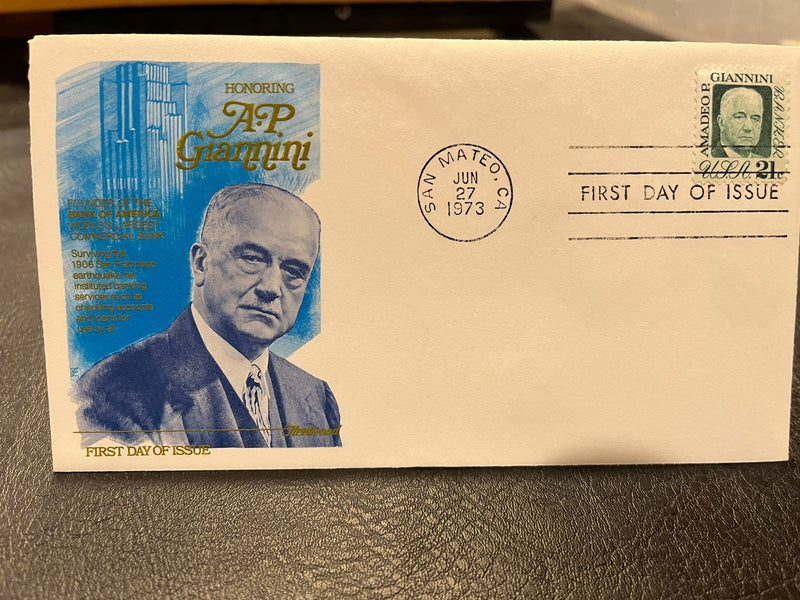 HONORING
A·P
Giannini
FOUNDER OF THE
BANK OF AMERICA
WORLD'S LARGEST
COMMERCIAL BANK
Surviving the
1906 San Francisco
earthquake, he
instituted banking
services such as
checking accounts
and loans for
use by all
Fleetwood
FIRST DAY OF ISSUE
SAN MATEO, CA
JUN
27
1973
AMADEO P.
GIANNINI
BANKER
U.S.A. 21c
FIRST DAY OF ISSUE